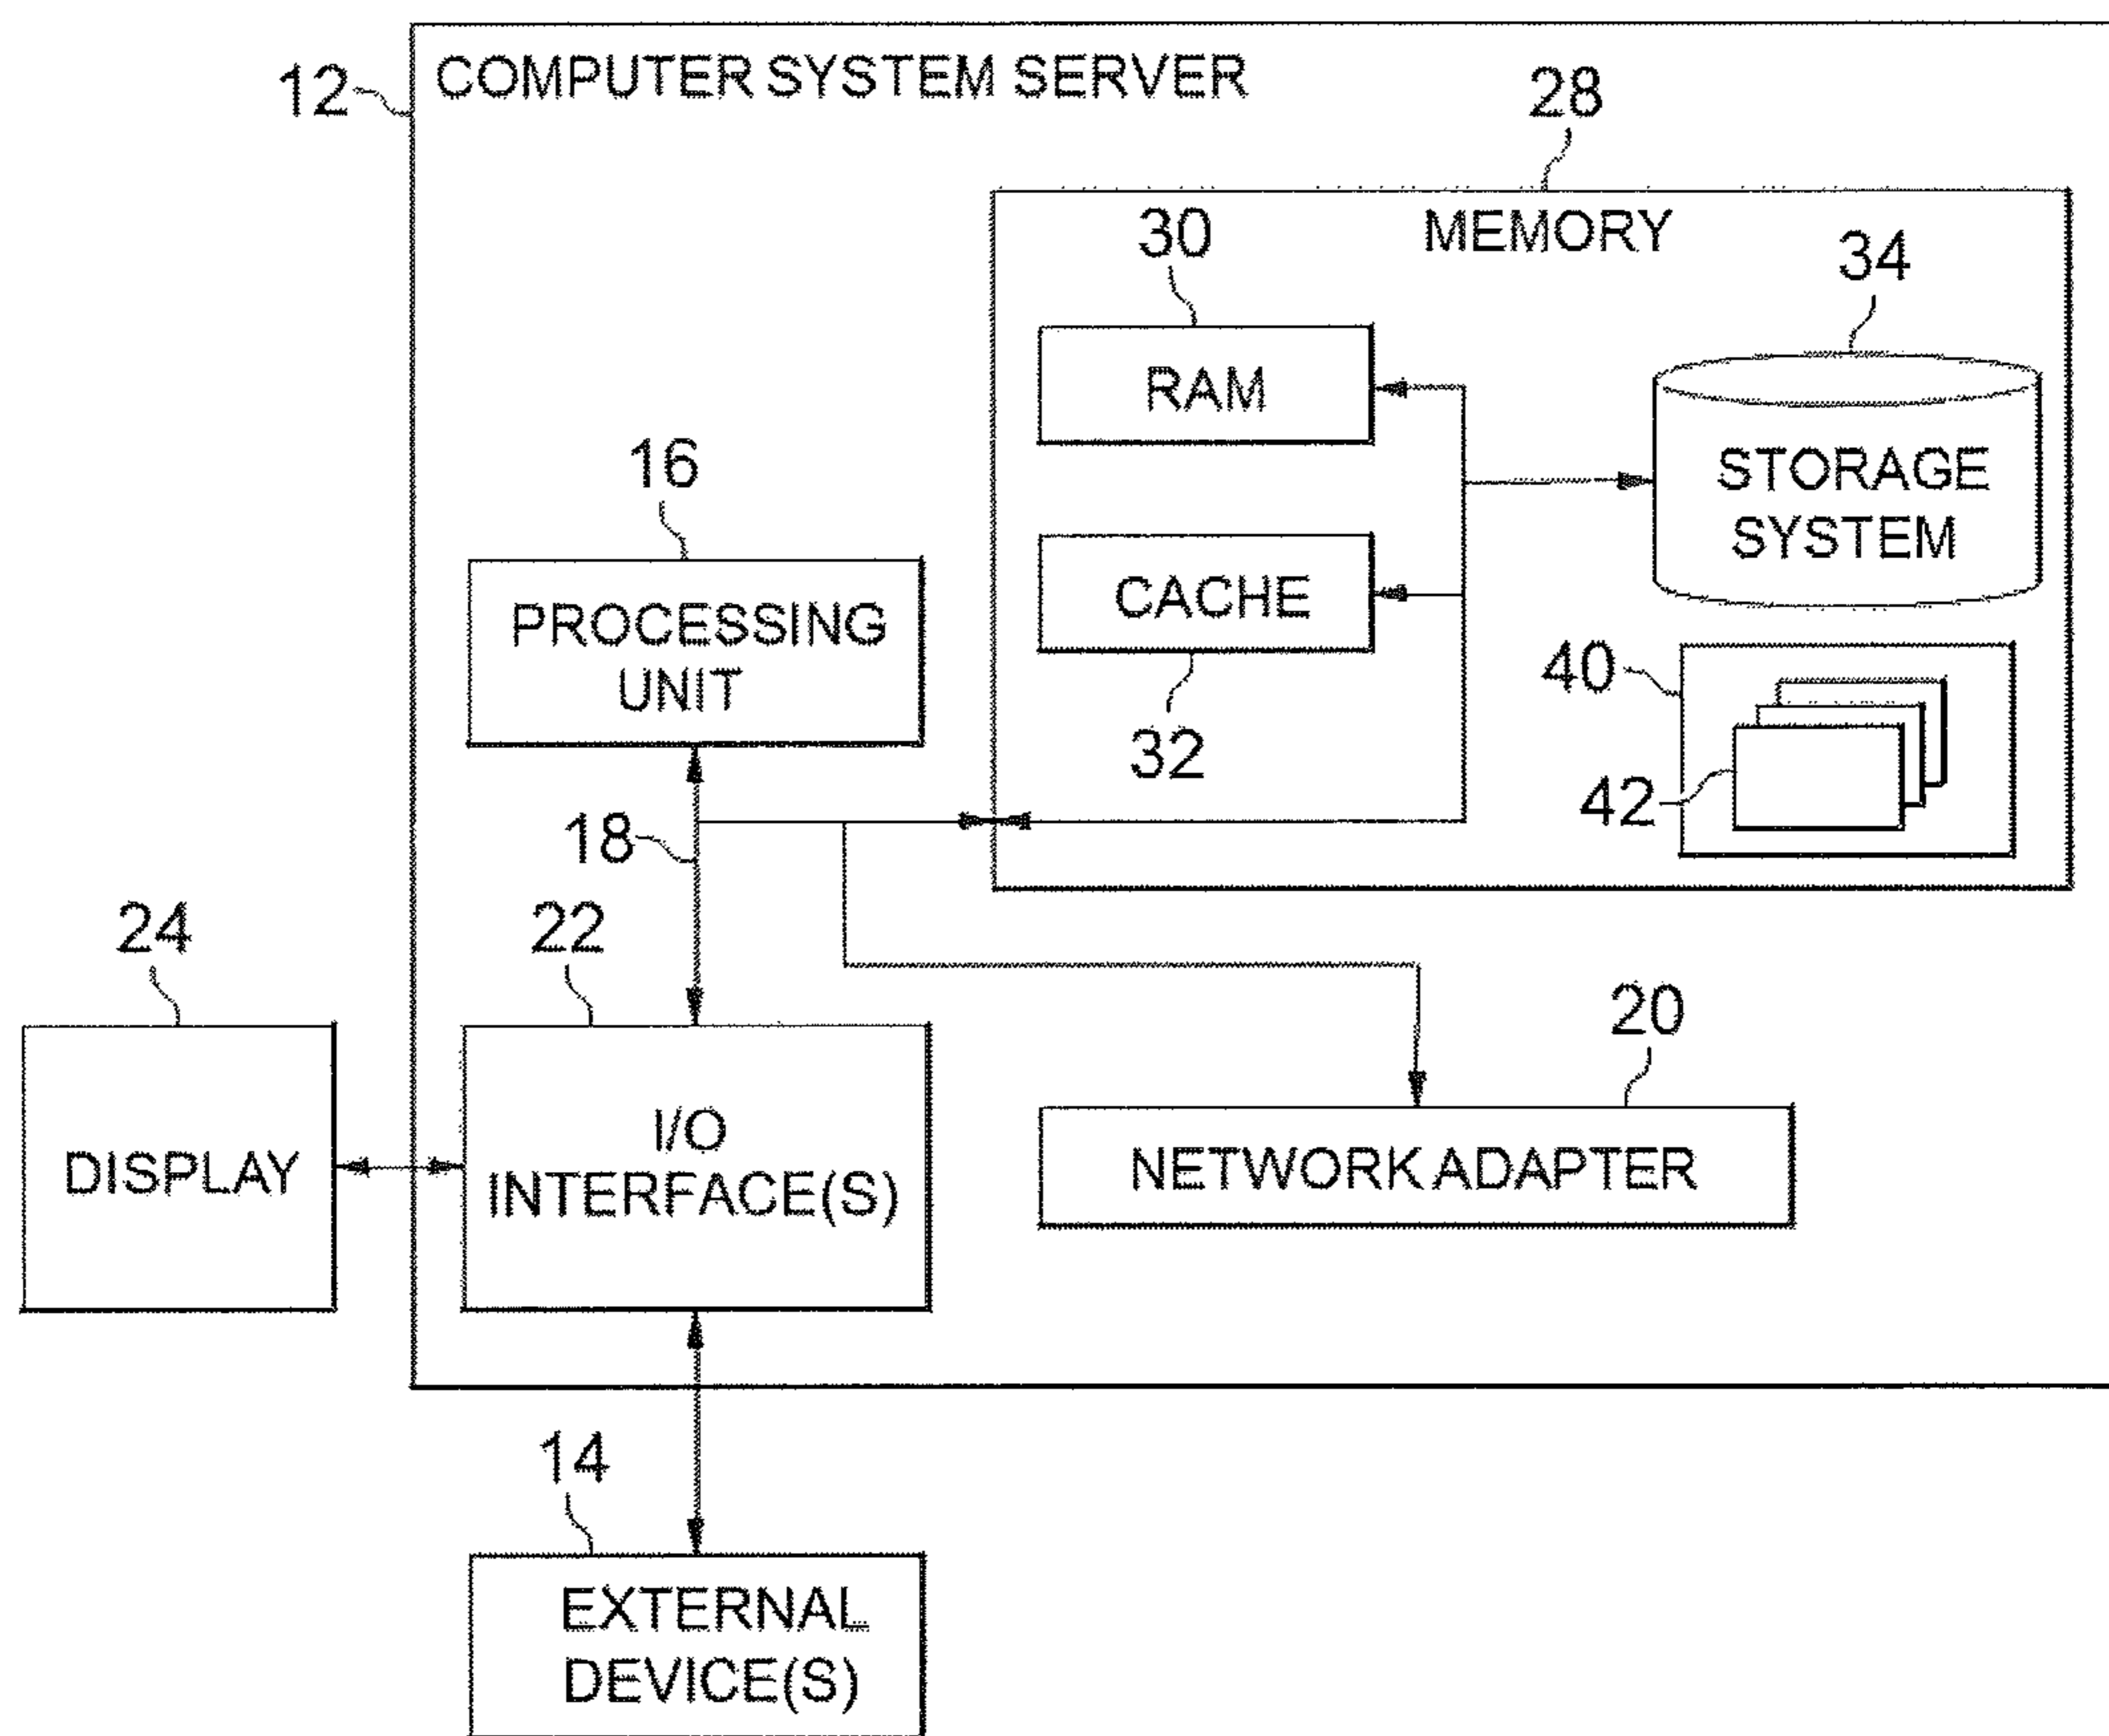 12
COMPUTER SYSTEM SERVER
28
MEMORY
30
34
RAM
STORAGE
SYSTEM
16
PROCESSING
UNIT
CACHE
32
40
42
18
24
22
20
DISPLAY
I/O
INTERFACE(S)
NETWORK ADAPTER
14
EXTERNAL
DEVICE(S)